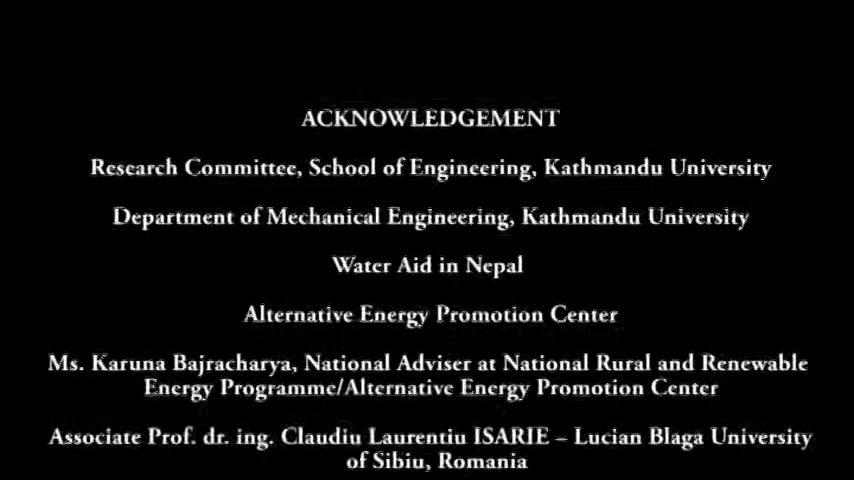 ACKNOWLEDGEMENT
Research Committee, School of Engineering, Kathmandu University
Department of Mechanical Engineering, Kathmandu University
Water Aid in Nepal
Alternative Energy Promotion Center
Ms. Karuna Bajracharya, National Adviser at National Rural and Renewable
Energy Programme/Alternative Energy Promotion Center
Associate Prof. dr. ing. Claudiu Laurentiu ISARIE – Lucian Blaga University
of Sibiu, Romania